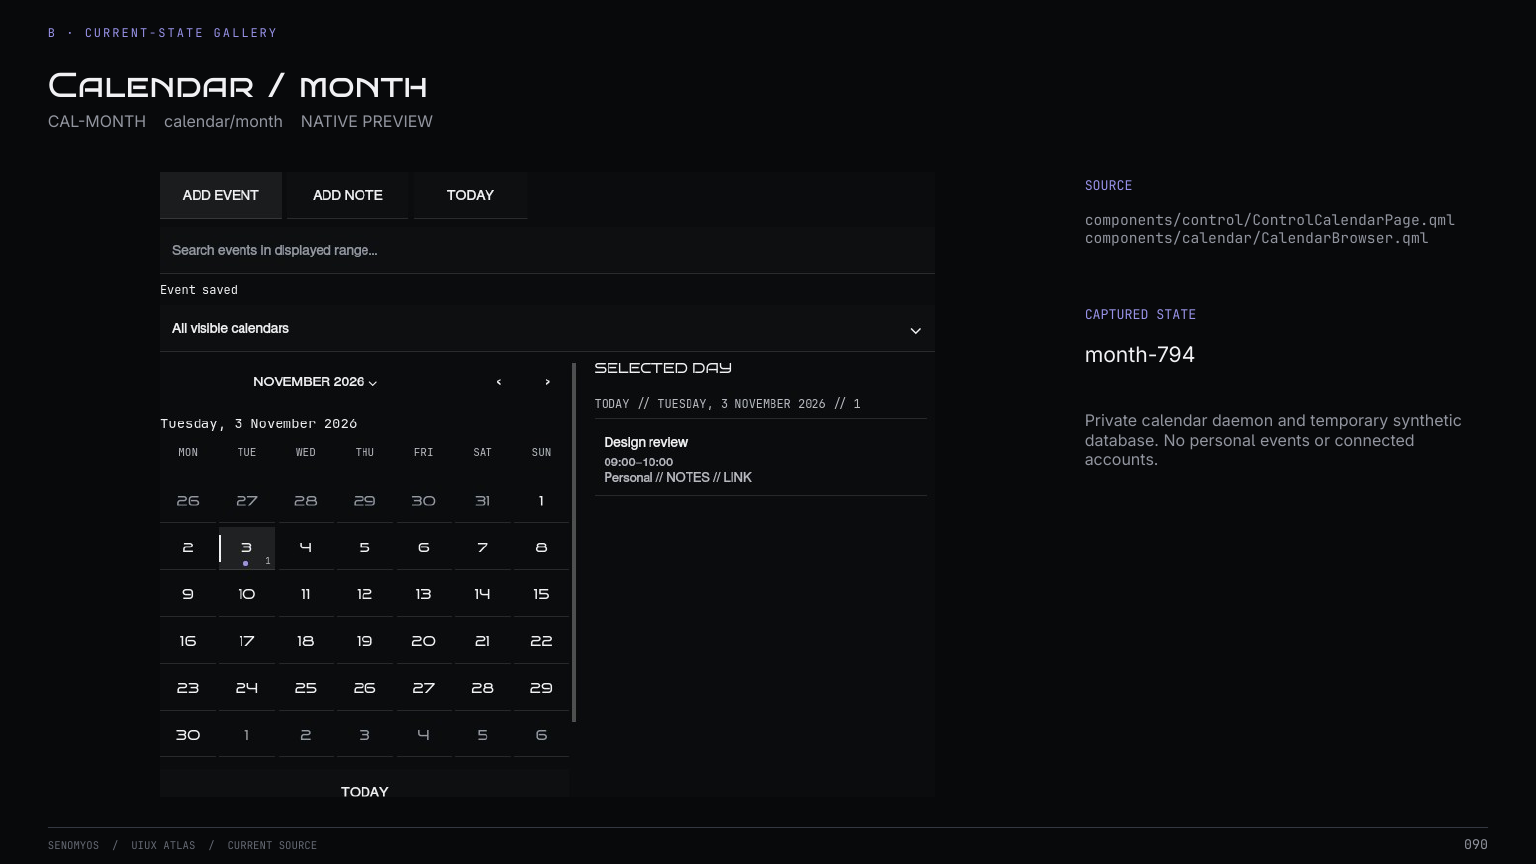 B · CURRENT-STATE GALLERY
CALENDAR / MONTH
CAL-MONTH calendar/month NATIVE PREVIEW
ADD EVENT ADD NOTE TODAY
Search events in displayed range...
Event saved
All visible calendars
NOVEMBER 2026 ‹ ›
Tuesday, 3 November 2026
MON TUE WED THU FRI SAT SUN
26 27 28 29 30 31 1
2 3 1 4 5 6 7 8
9 10 11 12 13 14 15
16 17 18 19 20 21 22
23 24 25 26 27 28 29
30 1 2 3 4 5 6
TODAY
SELECTED DAY
TODAY // TUESDAY, 3 NOVEMBER 2026 // 1
Design review
09:00–10:00
Personal // NOTES // LINK
SOURCE
components/control/ControlCalendarPage.qml
components/calendar/CalendarBrowser.qml
CAPTURED STATE
month-794
Private calendar daemon and temporary synthetic
database. No personal events or connected
accounts.
SENOMYOS / UIUX ATLAS / CURRENT SOURCE
090